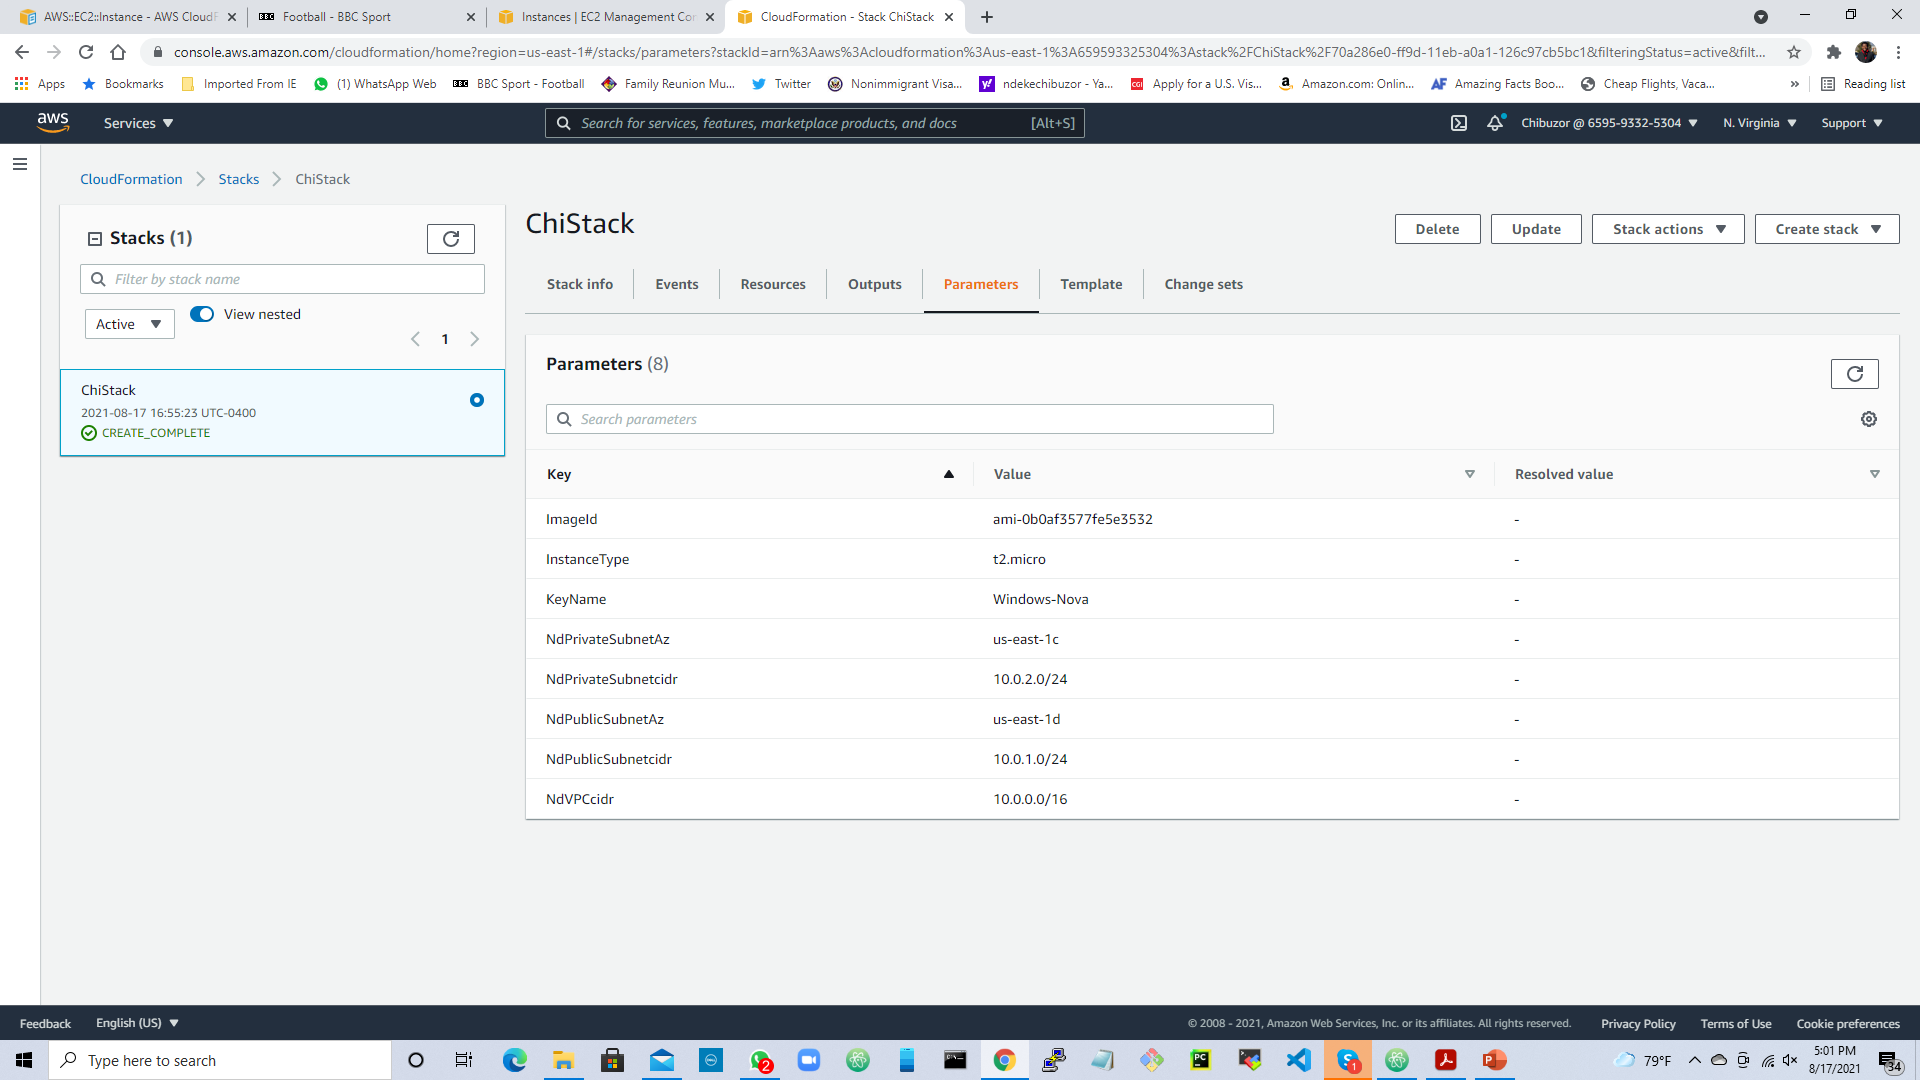 AWS::EC2::Instance - AWS CloudF
Football - BBC Sport
Instances | EC2 Management Con
CloudFormation - Stack ChiStack
console.aws.amazon.com/cloudformation/home?region=us-east-1#/stacks/parameters?stackId=arn%3Aaws%3Acloudformation%3Aus-east-1%3A659593325304%3Astack%2FChiStack%2F70a286e0-ff9d-11eb-a0a1-126c97cb5bc1&filteringStatus=active&filt...
Apps
Bookmarks
Imported From IE
(1) WhatsApp Web
BBC Sport - Football
Family Reunion Mu...
Twitter
Nonimmigrant Visa...
ndekechibuzor - Ya...
Apply for a U.S. Vis...
Amazon.com: Onlin...
Amazing Facts Boo...
Cheap Flights, Vaca...
»
Reading list
aws
Services
Search for services, features, marketplace products, and docs
[Alt+S]
Chibuzor @ 6595-9332-5304
N. Virginia
Support
CloudFormation
Stacks
ChiStack
Stacks (1)
Filter by stack name
Active
View nested
1
ChiStack
2021-08-17 16:55:23 UTC-0400
CREATE_COMPLETE
ChiStack
Delete
Update
Stack actions
Create stack
Stack info
Events
Resources
Outputs
Parameters
Template
Change sets
Parameters (8)
Search parameters
Key Value Resolved value
ImageId ami-0b0af3577fe5e3532 -
InstanceType t2.micro -
KeyName Windows-Nova -
NdPrivateSubnetAz us-east-1c -
NdPrivateSubnetcidr 10.0.2.0/24 -
NdPublicSubnetAz us-east-1d -
NdPublicSubnetcidr 10.0.1.0/24 -
NdVPCcidr 10.0.0.0/16 -
Feedback
English (US)
© 2008 - 2021, Amazon Web Services, Inc. or its affiliates. All rights reserved.
Privacy Policy
Terms of Use
Cookie preferences
Type here to search
2
1
79°F
5:01 PM
8/17/2021
34